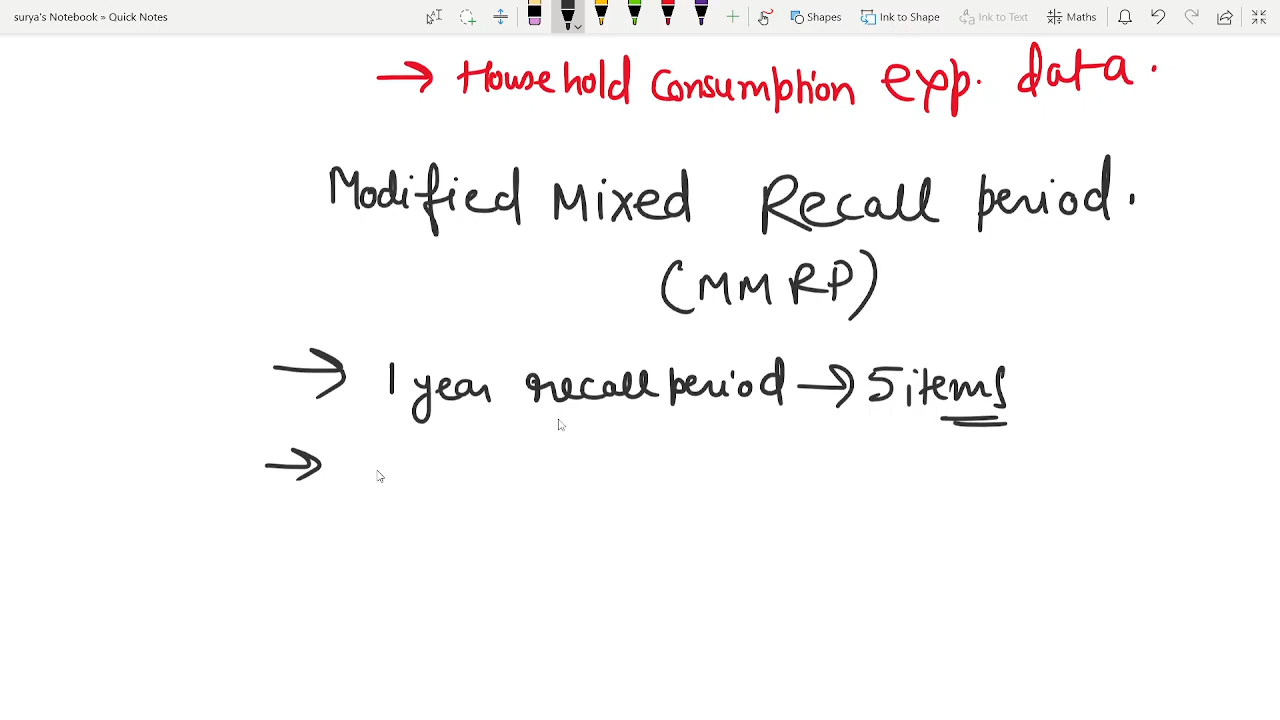 surya's Notebook » Quick Notes
Shapes
Ink to Shape
Ink to Text
Maths
→ Household Consumption exp. data.
Modified Mixed Recall period.
(MMRP)
→ 1 year recall period → 5 items
→